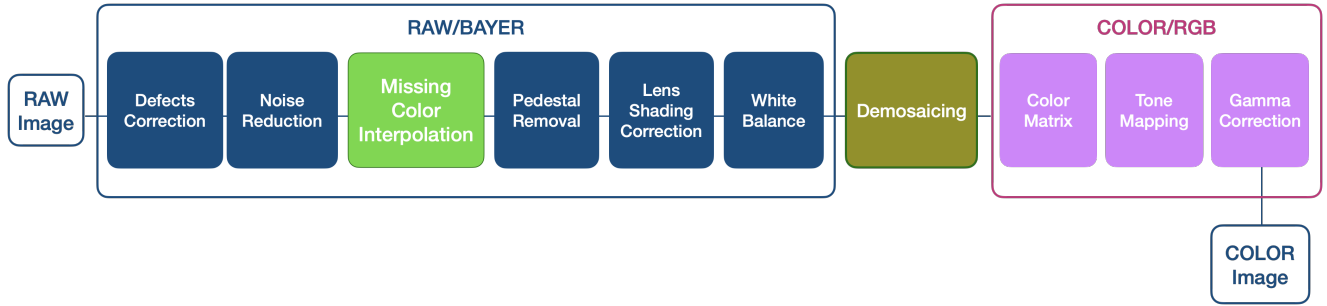 RAW/BAYER
COLOR/RGB
RAW
Image
Defects
Correction
Noise
Reduction
Missing
Color
Interpolation
Pedestal
Removal
Lens
Shading
Correction
White
Balance
Demosaicing
Color
Matrix
Tone
Mapping
Gamma
Correction
COLOR
Image